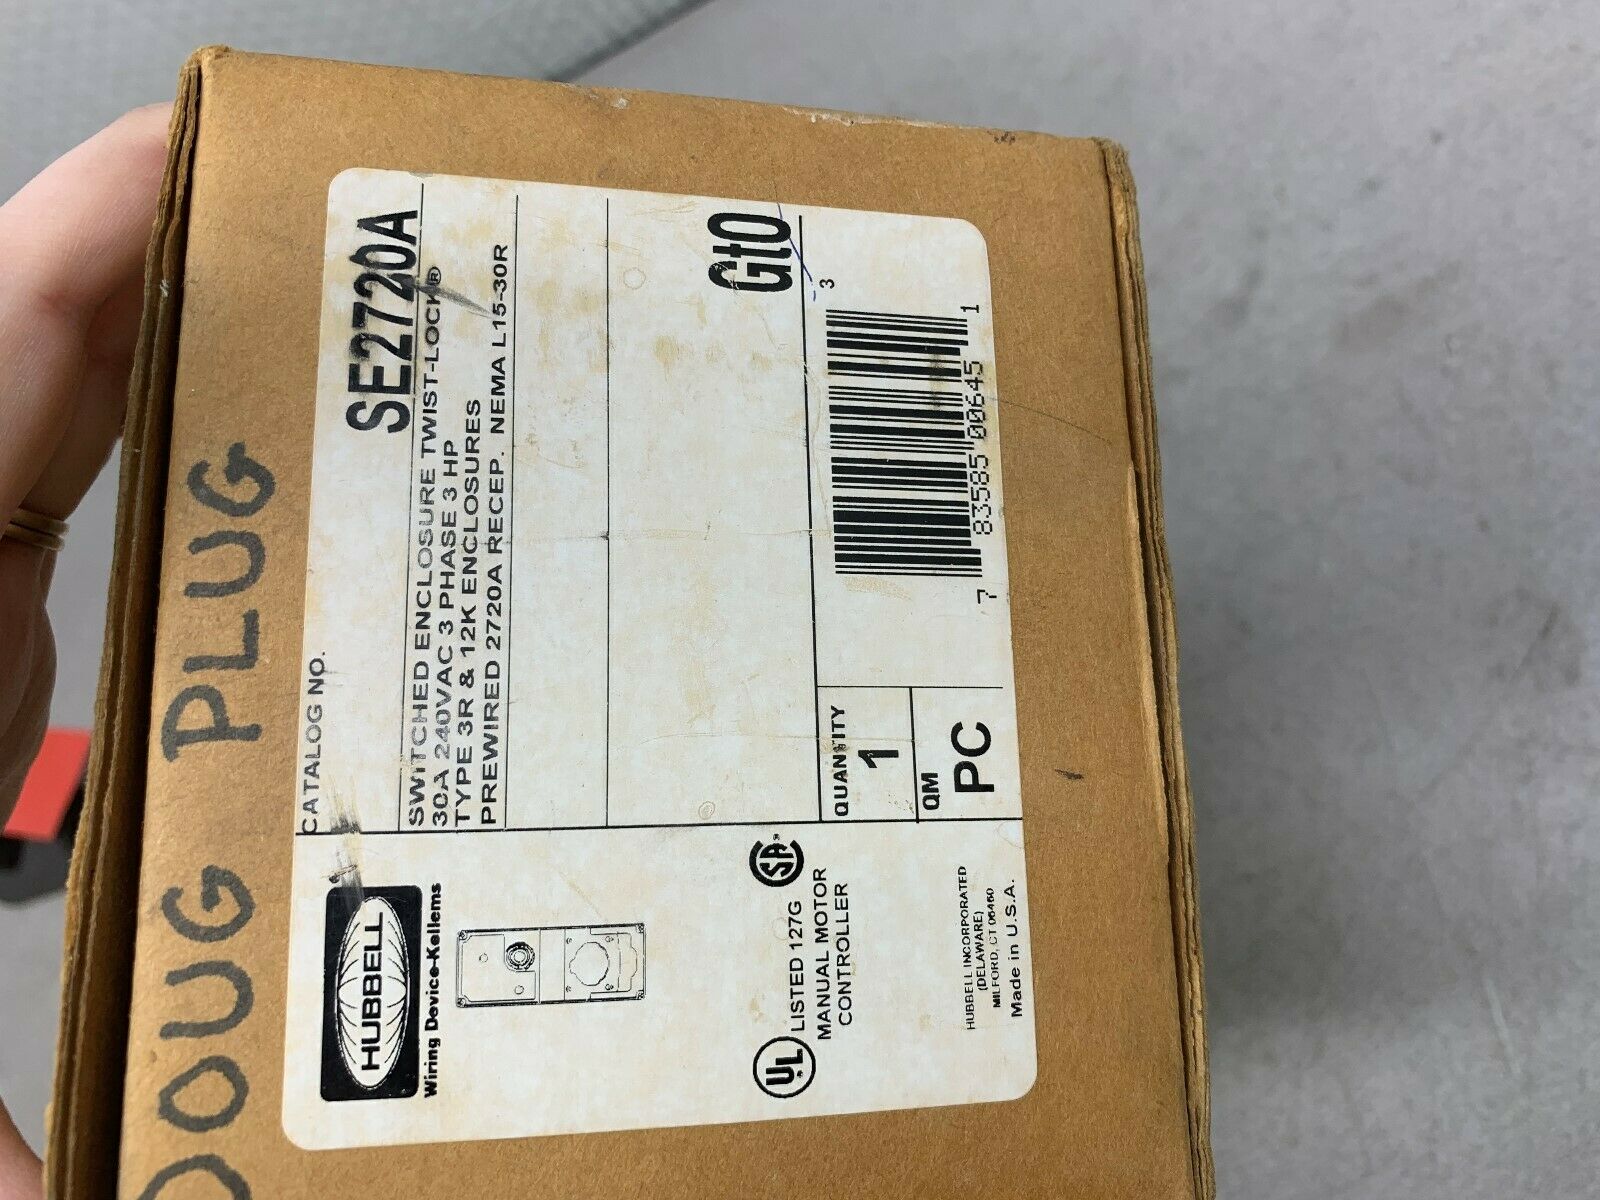 DOUG PLUG
CATALOG NO.
SE2720A
SWITCHED ENCLOSURE TWIST-LOCK®
30A 240VAC 3 PHASE 3 HP
TYPE 3R & 12K ENCLOSURES
PREWIRED 2720A RECEP. NEMA L15-30R
GtO
3
QUANTITY
1
QM
PC
7 83585 00645 1
HUBBELL
Wiring Device-Kellems
UL LISTED 127G SA
MANUAL MOTOR
CONTROLLER
HUBBELL INCORPORATED
(DELAWARE)
MILFORD, CT 06460
Made in U.S.A.